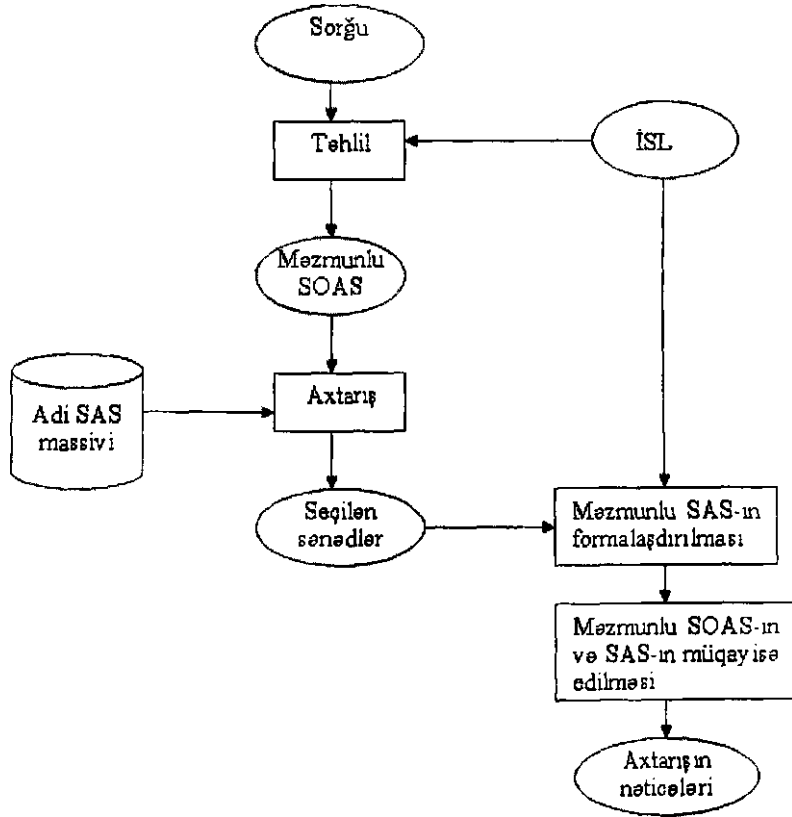 Sorğu
Təhlil
İSL
Məzmunlu
SOAS
Axtarış
Adi SAS
massivi
Seçilən
sənədlər
Məzmunlu SAS-ın
formalaşdırılması
Məzmunlu SOAS-ın
və SAS-ın müqayisə
edilməsi
Axtarışın
nəticələri